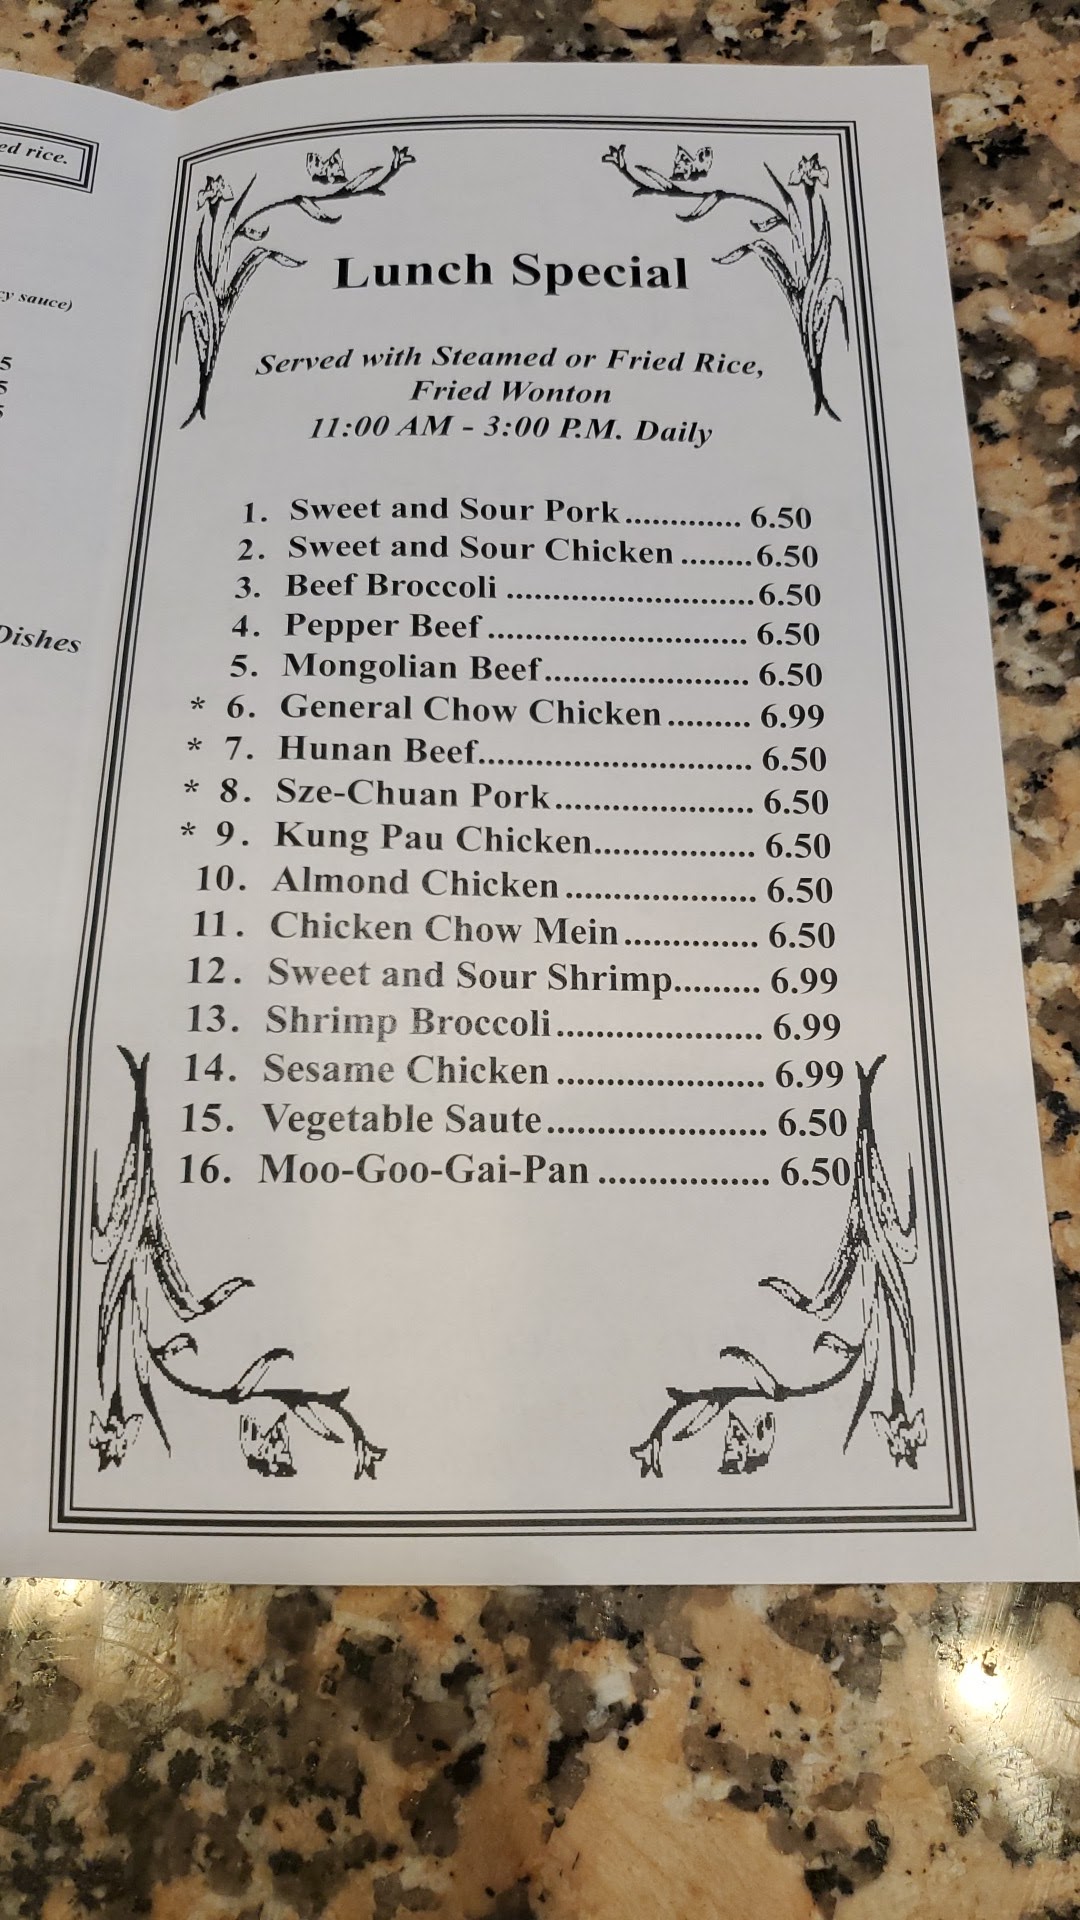 ed rice.
cy sauce)
5
5
Dishes
Lunch Special
Served with Steamed or Fried Rice,
Fried Wonton
11:00 AM - 3:00 P.M. Daily
1. Sweet and Sour Pork............. 6.50
2. Sweet and Sour Chicken ........6.50
3. Beef Broccoli ............................6.50
4. Pepper Beef ............................. 6.50
5. Mongolian Beef....................... 6.50
* 6. General Chow Chicken ......... 6.99
* 7. Hunan Beef.............................. 6.50
* 8. Sze-Chuan Pork...................... 6.50
* 9. Kung Pau Chicken.................. 6.50
10. Almond Chicken ..................... 6.50
11. Chicken Chow Mein............... 6.50
12. Sweet and Sour Shrimp......... 6.99
13. Shrimp Broccoli ...................... 6.99
14. Sesame Chicken ...................... 6.99
15. Vegetable Saute....................... 6.50
16. Moo-Goo-Gai-Pan ................. 6.50